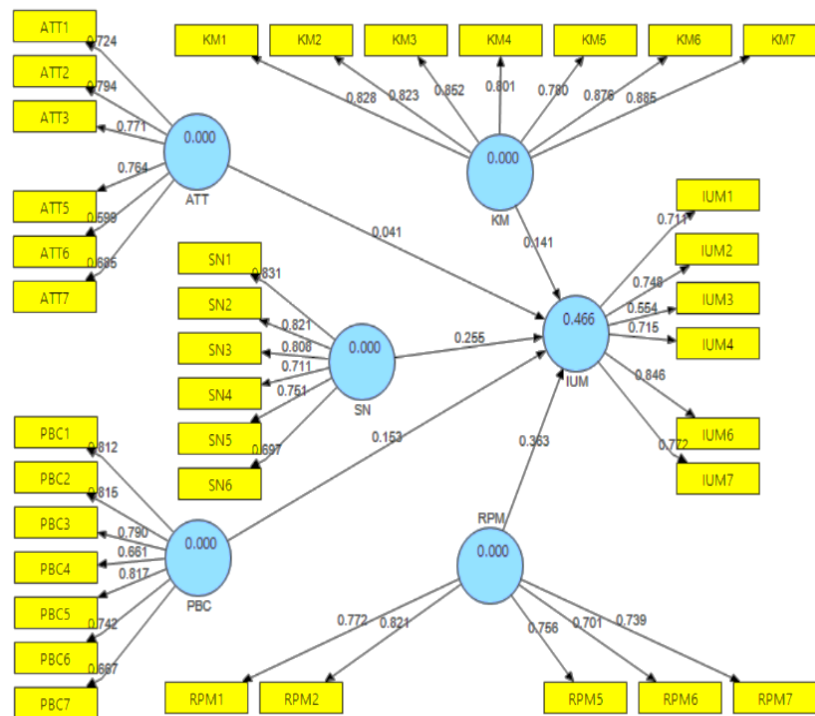 ATT1
0.724
ATT2
0.794
ATT3
0.771
ATT5
0.764
ATT6
0.599
ATT7
0.685
0.000
ATT
KM1
KM2
KM3
KM4
KM5
KM6
KM7
0.828
0.823
0.852
0.801
0.780
0.876
0.885
0.000
KM
0.041
0.141
SN1
0.831
SN2
0.821
SN3
0.808
SN4
0.711
SN5
0.751
SN6
0.697
0.000
SN
0.255
IUM1
0.711
IUM2
0.748
IUM3
0.554
IUM4
0.715
IUM6
0.846
IUM7
0.772
0.466
IUM
PBC1
0.812
PBC2
0.815
PBC3
0.790
PBC4
0.661
PBC5
0.817
PBC6
0.742
PBC7
0.667
0.000
PBC
0.153
0.363
RPM
0.000
0.772
0.821
0.756
0.701
0.739
RPM1
RPM2
RPM5
RPM6
RPM7